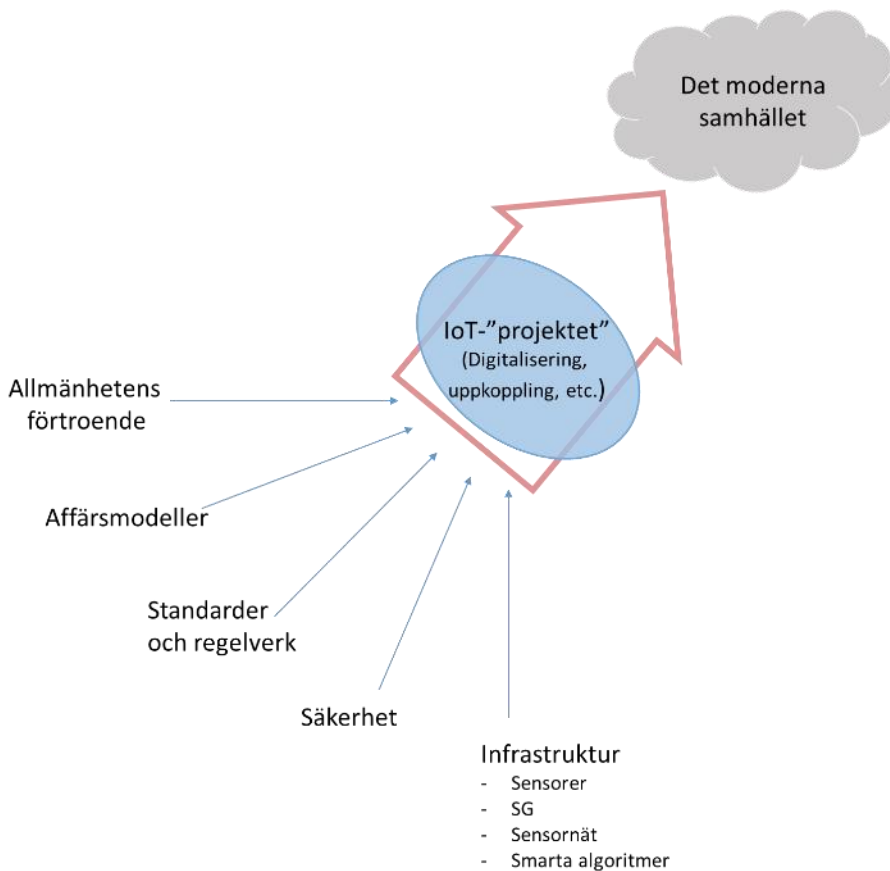 Det moderna
samhället
IoT-”projektet”
(Digitalisering,
uppkoppling, etc.)
Allmänhetens
förtroende
Affärsmodeller
Standarder
och regelverk
Säkerhet
Infrastruktur
- Sensorer
- SG
- Sensornät
- Smarta algoritmer